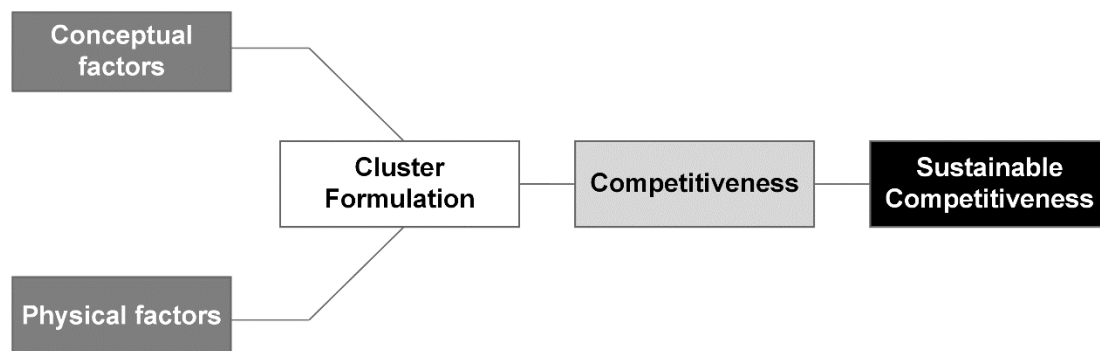 Conceptual
factors
Cluster
Formulation
Competitiveness
Sustainable
Competitiveness
Physical factors